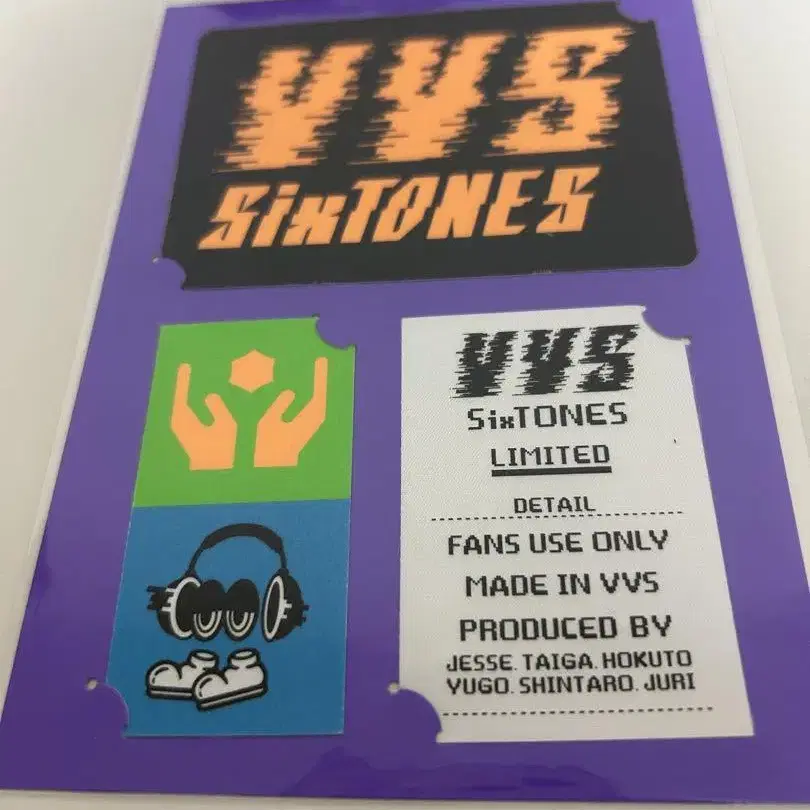 VVS
SixTONES
VVS
SixTONES
LIMITED
DETAIL
FANS USE ONLY
MADE IN VVS
PRODUCED BY
JESSE. TAIGA. HOKUTO
YUGO. SHINTARO. JURI